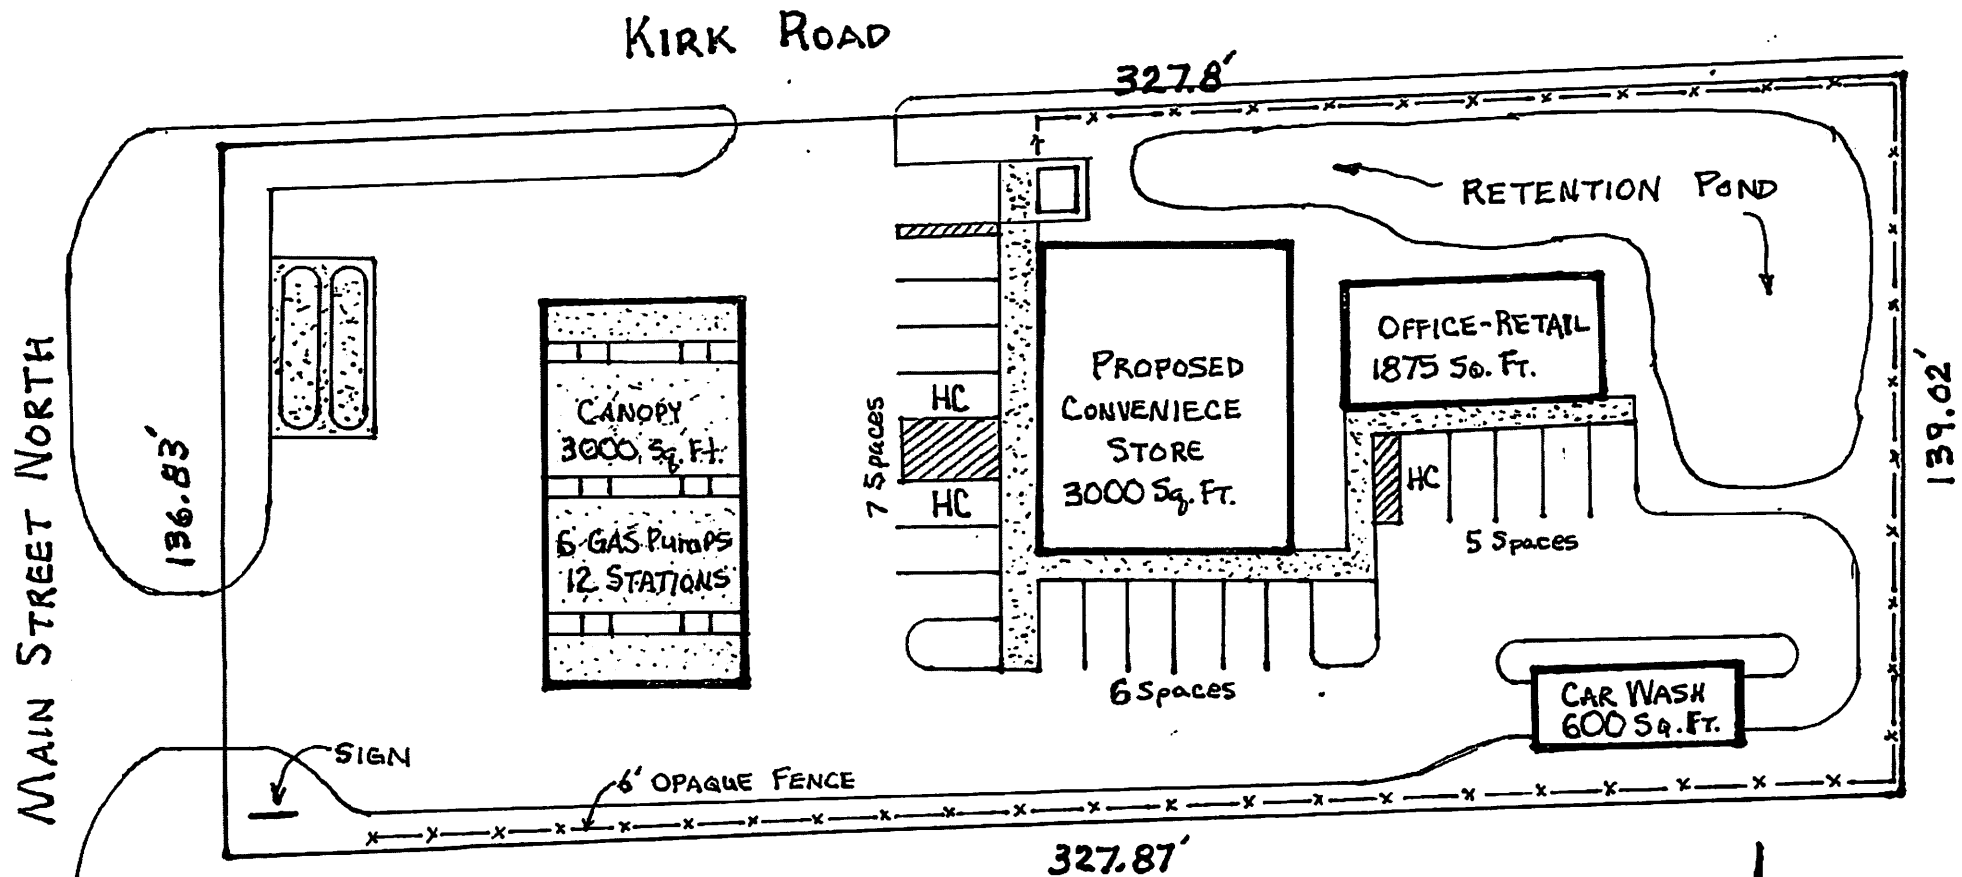 KIRK ROAD
327.8'
RETENTION POND
OFFICE-RETAIL
1875 SQ. FT.
PROPOSED
CONVENIECE
STORE
3000 Sq. FT.
HC
HC
7 Spaces
CANOPY
3000 Sq. Ft.
6 GAS PUmPS
12 STATIONS
HC
5 Spaces
6 Spaces
CAR WASH
600 SQ. FT.
MAIN STREET NORTH
136.83'
139.02'
SIGN
6' OPAQUE FENCE
327.87'